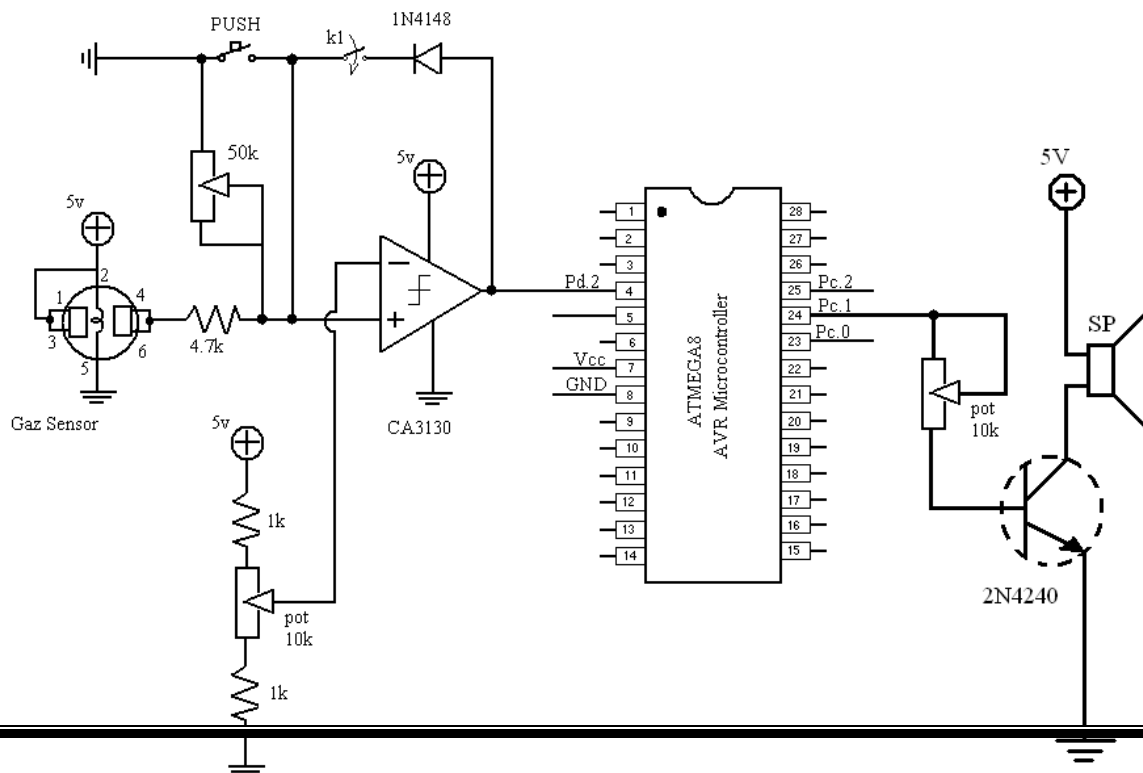 PUSH
k1
1N4148
50k
5v
5v
5V
1
2
3
4
5
6
4.7k
Gaz Sensor
CA3130
5v
1k
pot
10k
1k
Pd.2
Vcc
GND
1
2
3
4
5
6
7
8
9
10
11
12
13
14
ATMEGA8
AVR Microcontroller
28
27
26
25
24
23
22
21
20
19
18
17
16
15
Pc.2
Pc.1
Pc.0
pot
10k
SP
2N4240